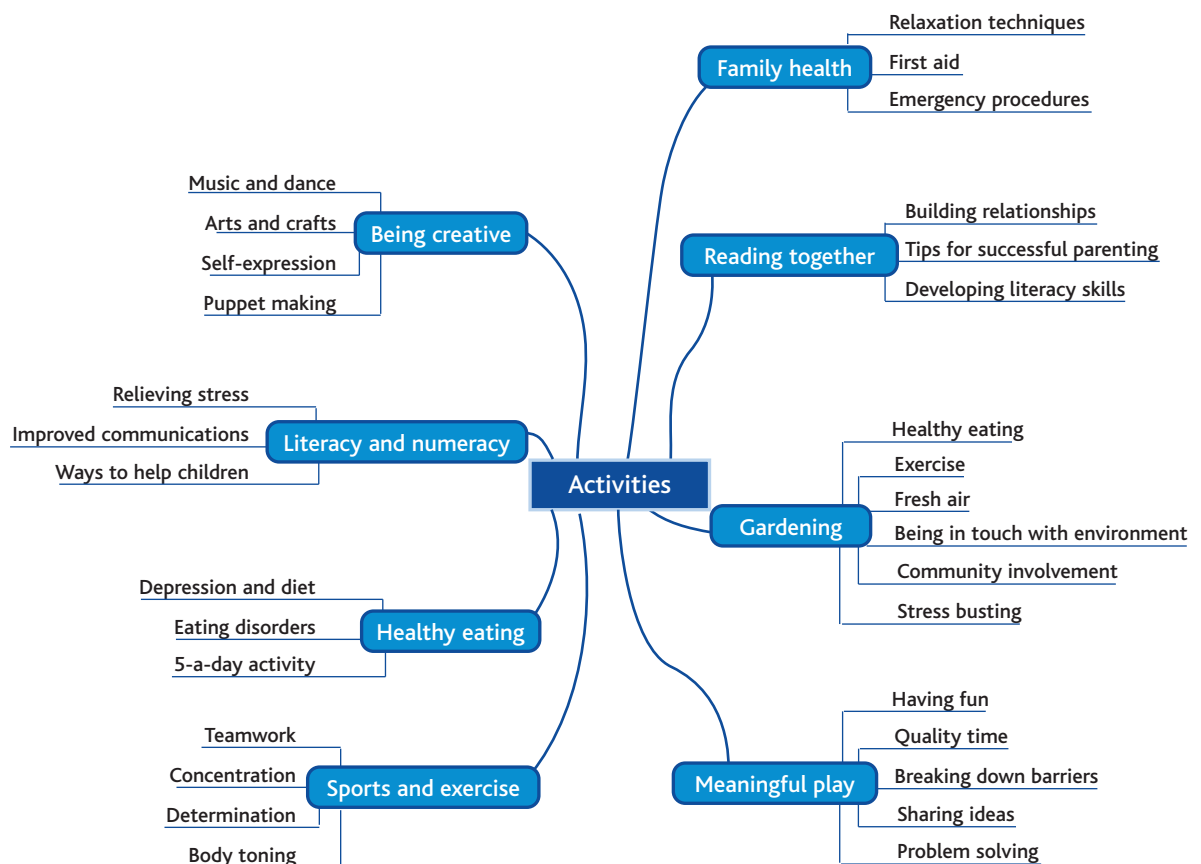 Activities
Family health
Relaxation techniques
First aid
Emergency procedures
Reading together
Building relationships
Tips for successful parenting
Developing literacy skills
Gardening
Healthy eating
Exercise
Fresh air
Being in touch with environment
Community involvement
Stress busting
Meaningful play
Having fun
Quality time
Breaking down barriers
Sharing ideas
Problem solving
Being creative
Music and dance
Arts and crafts
Self-expression
Puppet making
Literacy and numeracy
Relieving stress
Improved communications
Ways to help children
Healthy eating
Depression and diet
Eating disorders
5-a-day activity
Sports and exercise
Teamwork
Concentration
Determination
Body toning